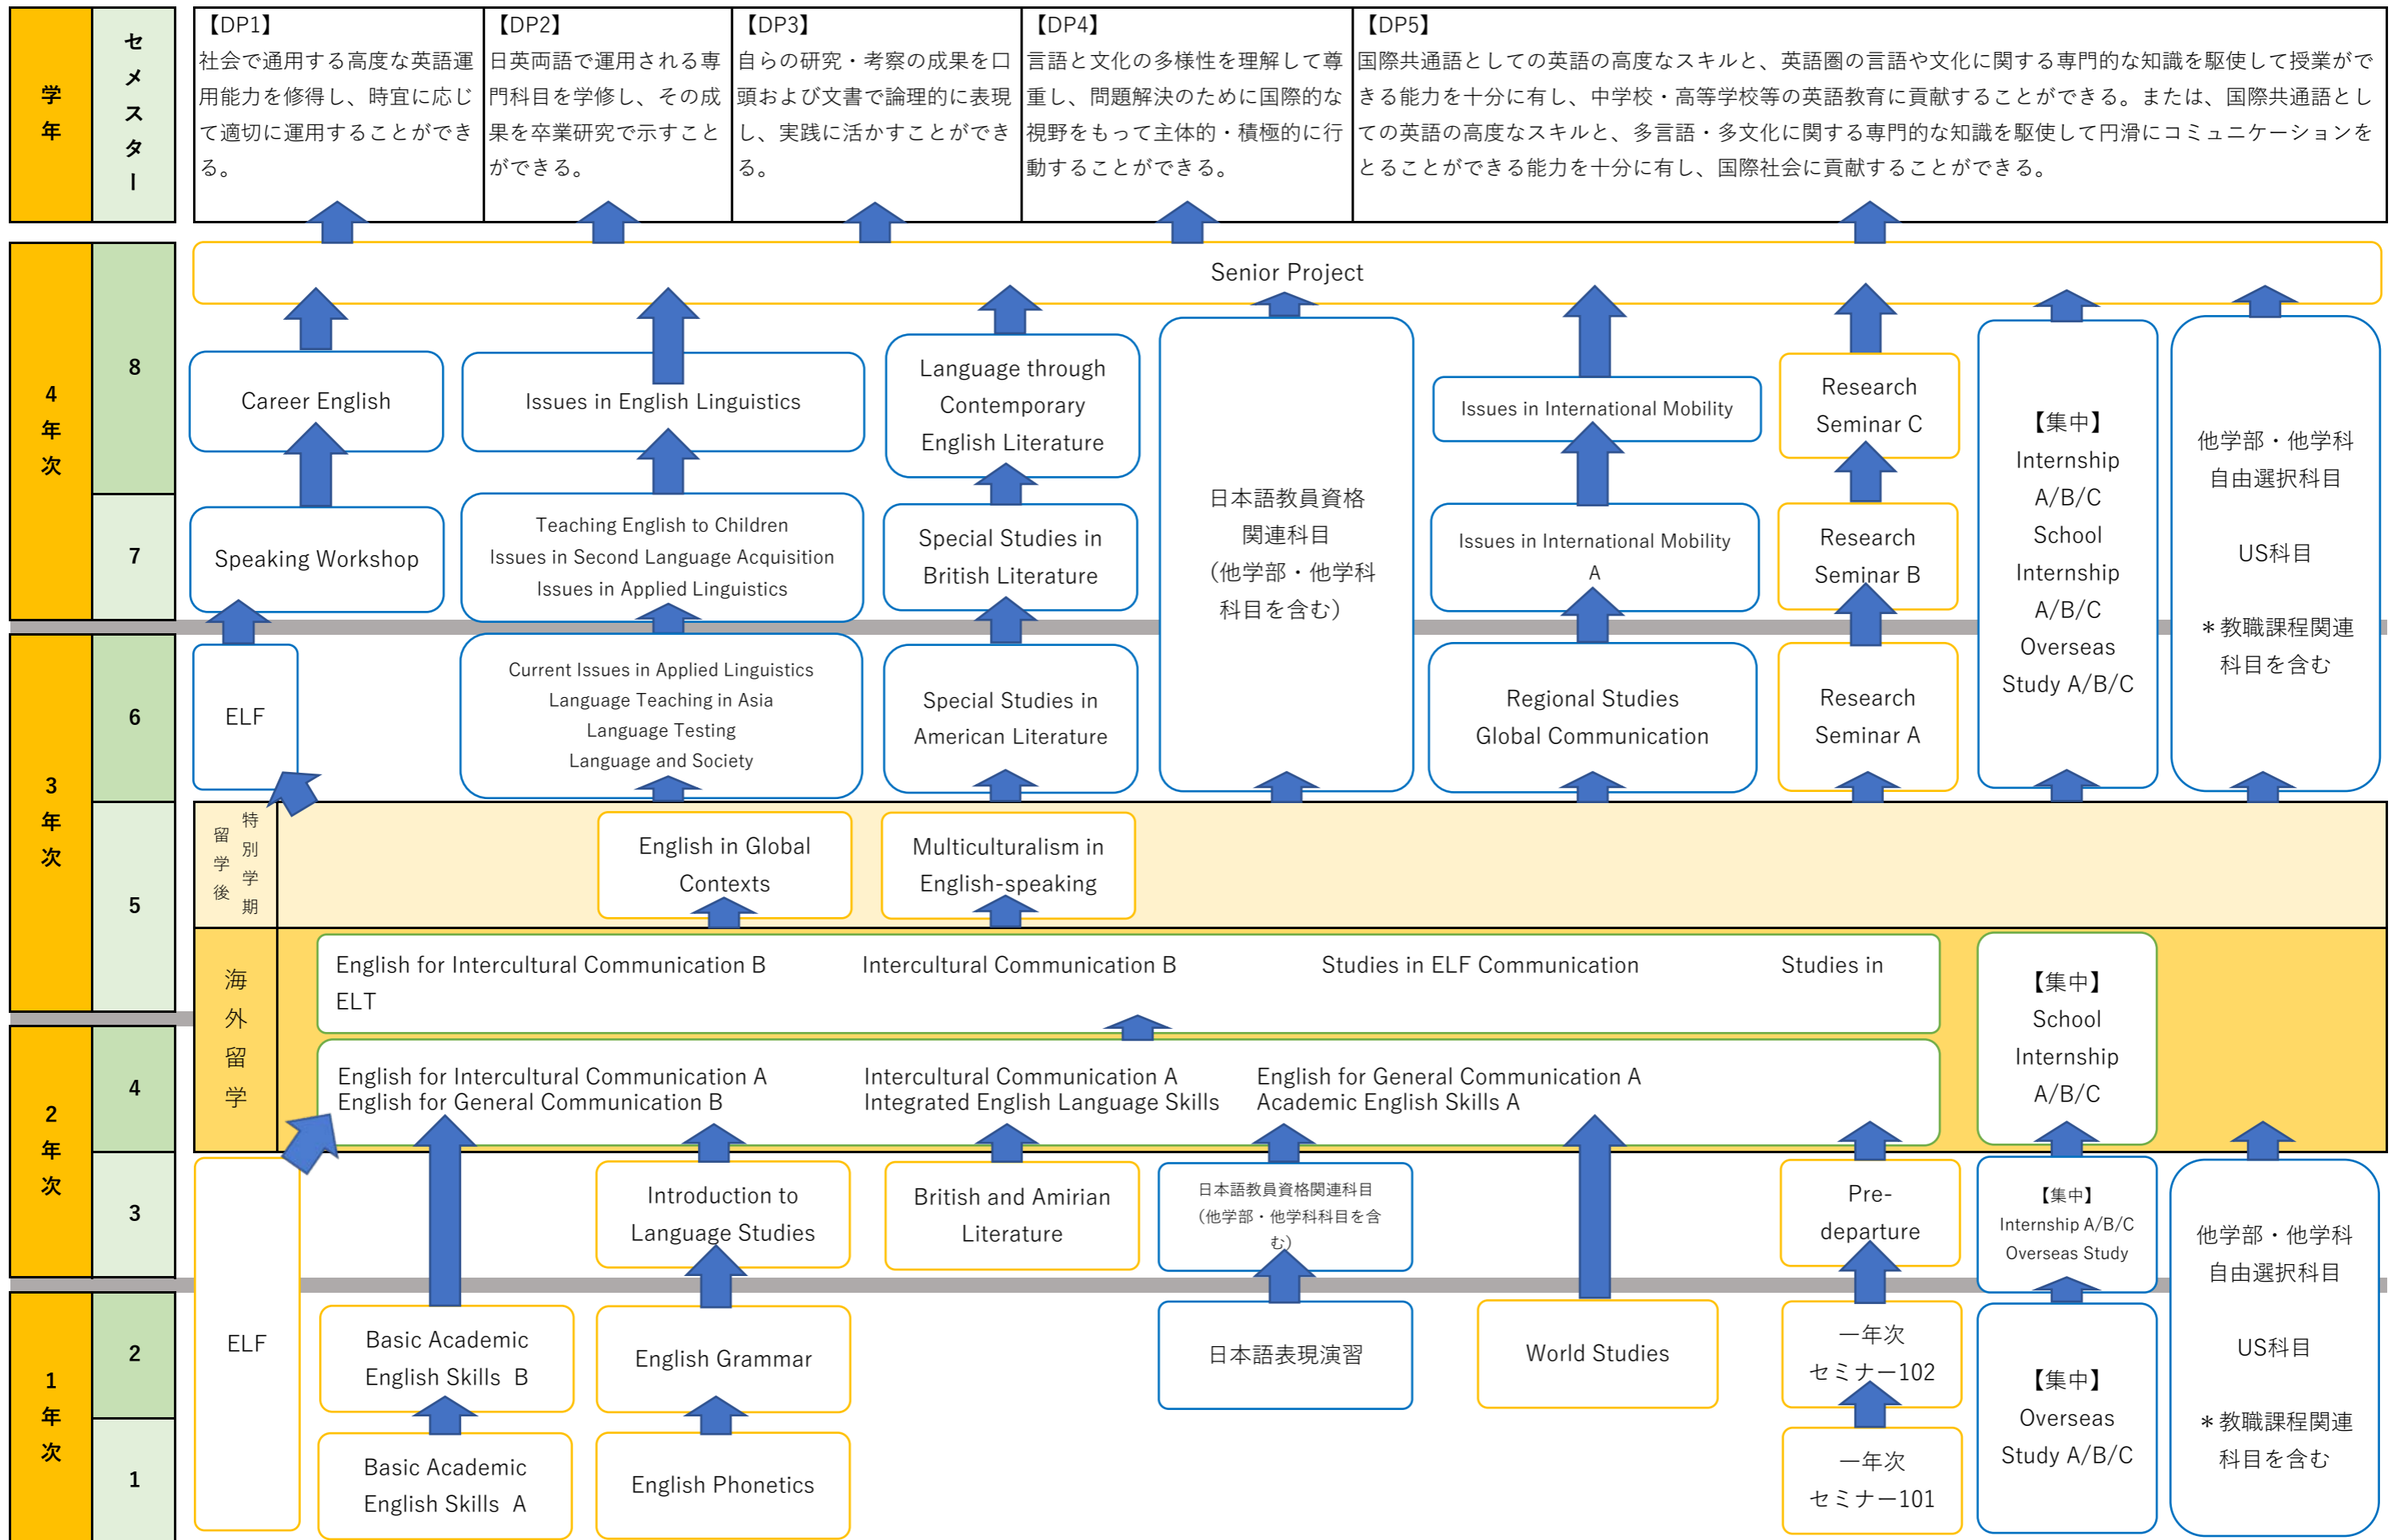 学年
セメスター
【DP1】
社会で通用する高度な英語運
用能力を修得し、時宜に応じ
て適切に運用することができ
る。
【DP2】
日英両語で運用される専
門科目を学修し、その成
果を卒業研究で示すこと
ができる。
【DP3】
自らの研究・考察の成果を口
頭および文書で論理的に表現
し、実践に活かすことができ
る。
【DP4】
言語と文化の多様性を理解して尊
重し、問題解決のために国際的な
視野をもって主体的・積極的に行
動することができる。
【DP5】
国際共通語としての英語の高度なスキルと、英語圏の言語や文化に関する専門的な知識を駆使して授業がで
きる能力を十分に有し、中学校・高等学校等の英語教育に貢献することができる。または、国際共通語とし
ての英語の高度なスキルと、多言語・多文化に関する専門的な知識を駆使して円滑にコミュニケーションを
とることができる能力を十分に有し、国際社会に貢献することができる。
4年次
8
7
Senior Project
Career English
Issues in English Linguistics
Language through
Contemporary
English Literature
日本語教員資格
関連科目
（他学部・他学科
科目を含む）
Issues in International Mobility
Research
Seminar C
【集中】
Internship
A/B/C
School
Internship
A/B/C
Overseas
Study A/B/C
他学部・他学科
自由選択科目
US科目
＊教職課程関連
科目を含む
Speaking Workshop
Teaching English to Children
Issues in Second Language Acquisition
Issues in Applied Linguistics
Special Studies in
British Literature
Issues in International Mobility
A
Research
Seminar B
3年次
6
5
ELF
Current Issues in Applied Linguistics
Language Teaching in Asia
Language Testing
Language and Society
Special Studies in
American Literature
Regional Studies
Global Communication
Research
Seminar A
特別学期
留学後
English in Global
Contexts
Multiculturalism in
English-speaking
海外留学
English for Intercultural Communication B Intercultural Communication B Studies in ELF Communication Studies in
ELT
【集中】
School
Internship
A/B/C
2年次
4
3
English for Intercultural Communication A Intercultural Communication A English for General Communication A
English for General Communication B Integrated English Language Skills Academic English Skills A
ELF
Introduction to
Language Studies
British and Amirian
Literature
日本語教員資格関連科目
（他学部・他学科科目を含
む）
Pre-
departure
【集中】
Internship A/B/C
Overseas Study
他学部・他学科
自由選択科目
US科目
＊教職課程関連
科目を含む
1年次
2
1
Basic Academic
English Skills B
English Grammar
日本語表現演習
World Studies
一年次
セミナー102
【集中】
Overseas
Study A/B/C
Basic Academic
English Skills A
English Phonetics
一年次
セミナー101